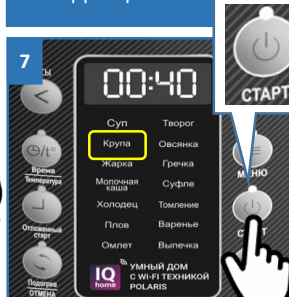 7
00:40
СТАРТ
Суп Творог
Крупа Овсянка
Жарка Гречка
Молочная каша Суфле
Холодец Томление
Плов Варенье
Омлет Выпечка
Время
Температура
МЕНЮ
Отложенный
старт
Подогрев
ОТМЕНА
IQ
home
УМНЫЙ ДОМ
С WI-FI ТЕХНИКОЙ
POLARIS